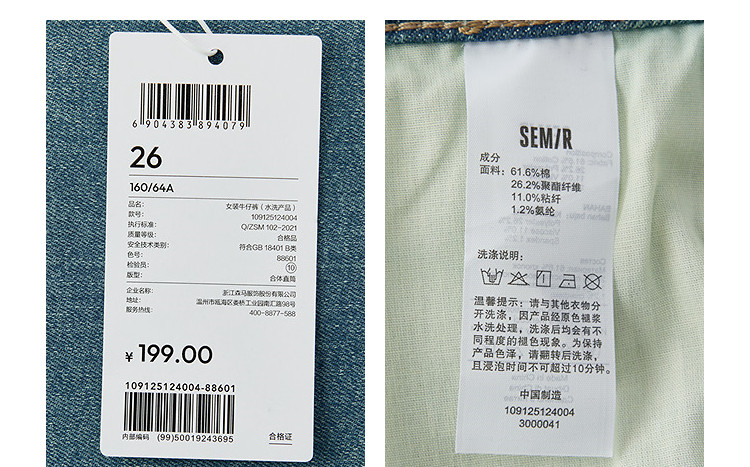 6 904383 894079
26
160/64A
品名: 女装牛仔裤（水洗产品）
款号: 109125124004
执行标准: Q/ZSM 102-2021
质量等级: 合格品
安全技术类别: 符合GB 18401 B类
色号: 88601
检验员: 10
版型: 合体直筒
企业名称: 浙江森马服饰股份有限公司
地址: 温州市瓯海区娄桥工业园南汇路98号
服务热线: 400-8877-588
¥ 199.00
109125124004-88601
内部编码 (99)50019243695
合格证
SEM/R
成分
面料: 61.6%棉
26.2%聚酯纤维
11.0%粘纤
1.2%氨纶
洗涤说明:
温馨提示: 请与其他衣物分
开洗涤，因产品经原色褪浆
水洗处理，洗涤后均会有不
同程度的褪色现象。为保持
产品色泽，请翻转后洗涤，
且浸泡时间不可超过10分钟。
中国制造
109125124004
3000041